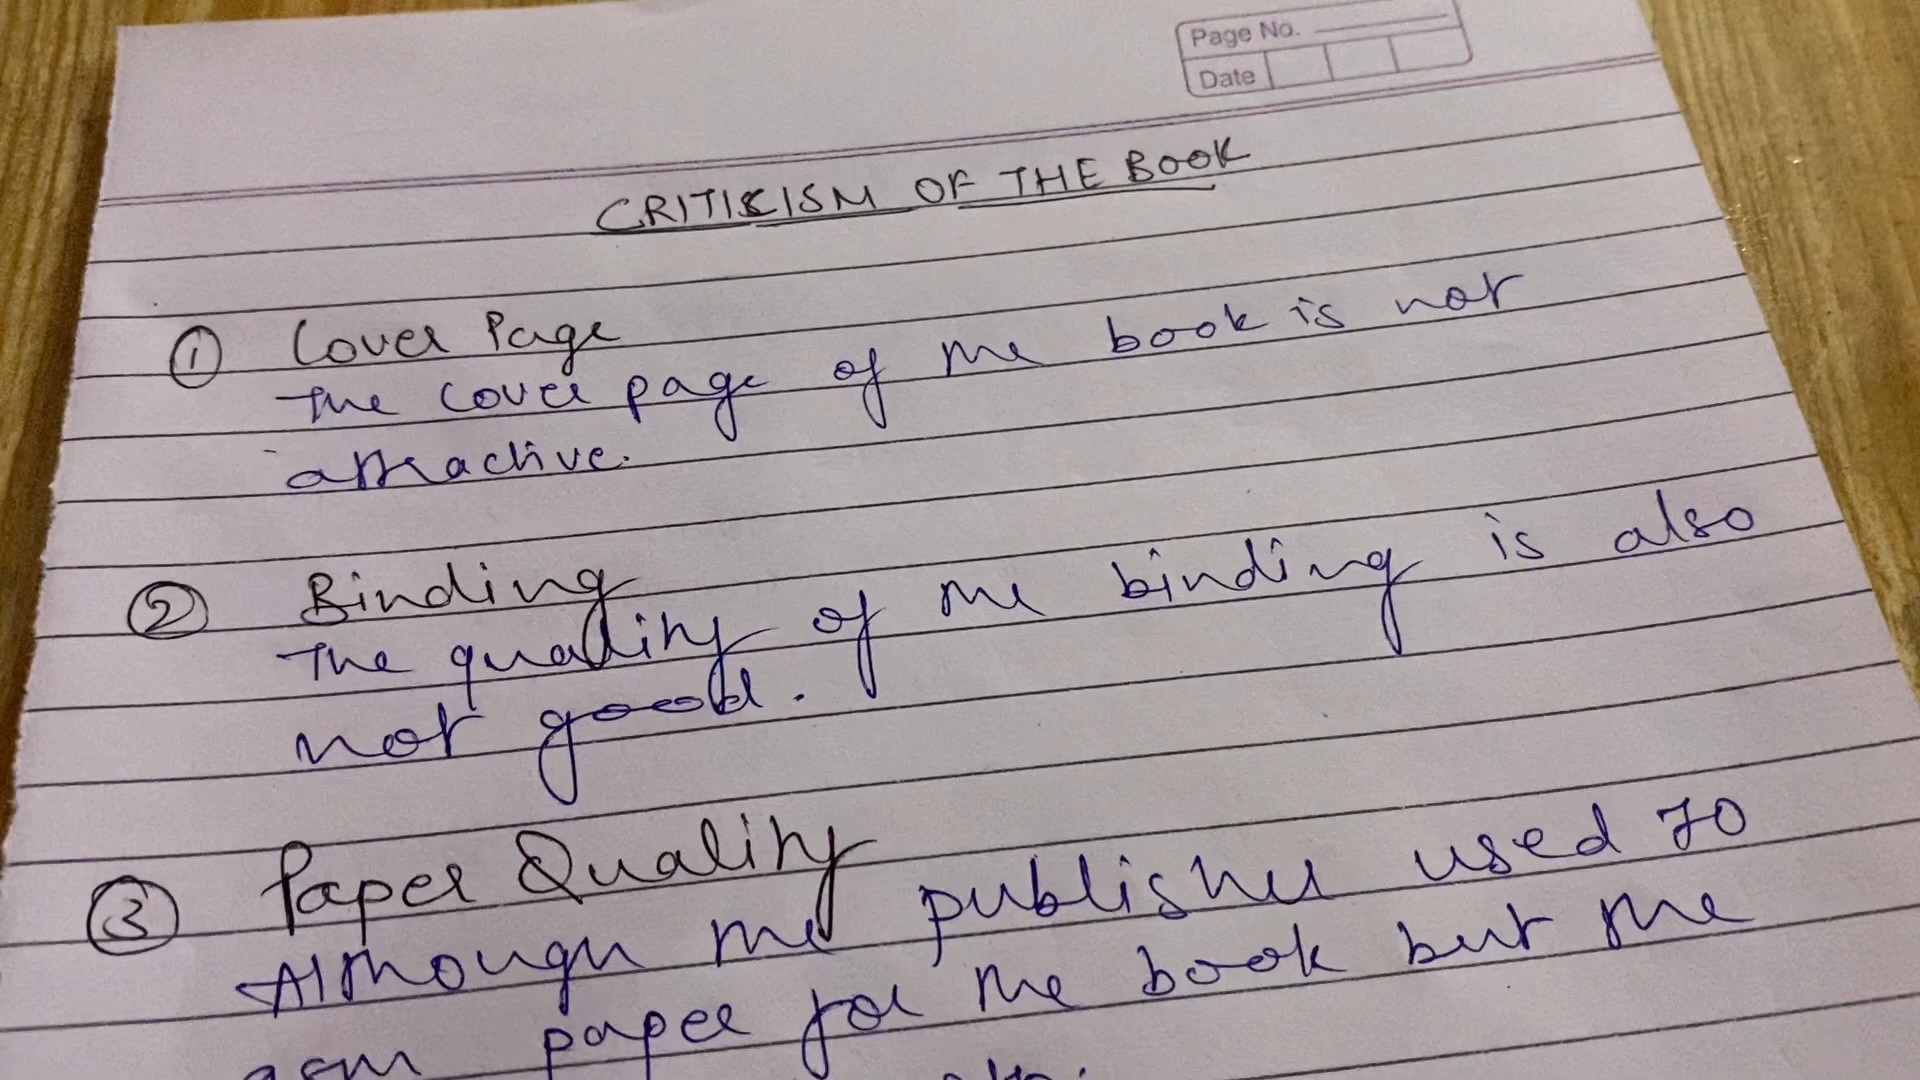 Page No.
Date
CRITICISM OF THE BOOK
① Cover Page
The cover page of the book is not
attractive.
② Binding
The quality of the binding is also
not good.
③ Paper Quality
Although the publisher used 70
gsm paper for the book but the